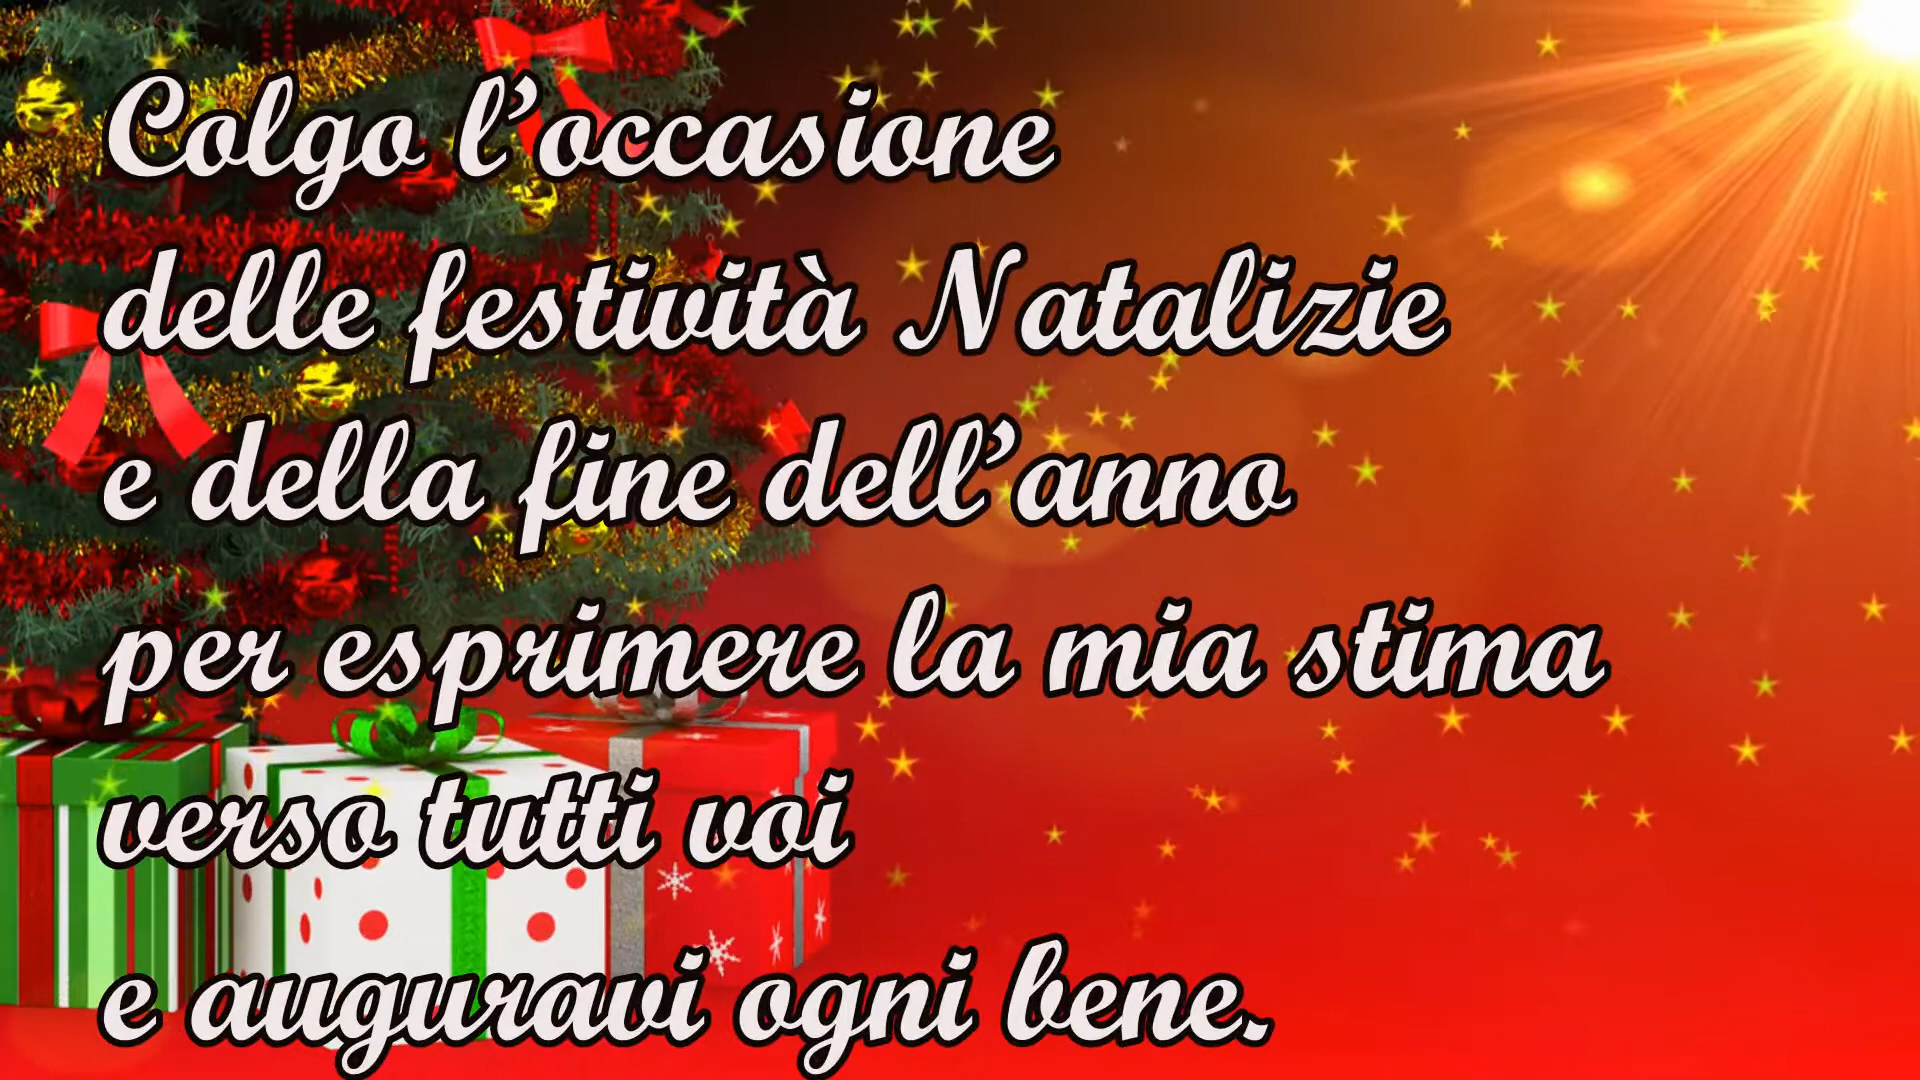 Colgo l'occasione
delle festività Natalizie
e della fine dell'anno
per esprimere la mia stima
verso tutti voi
e auguravi ogni bene.